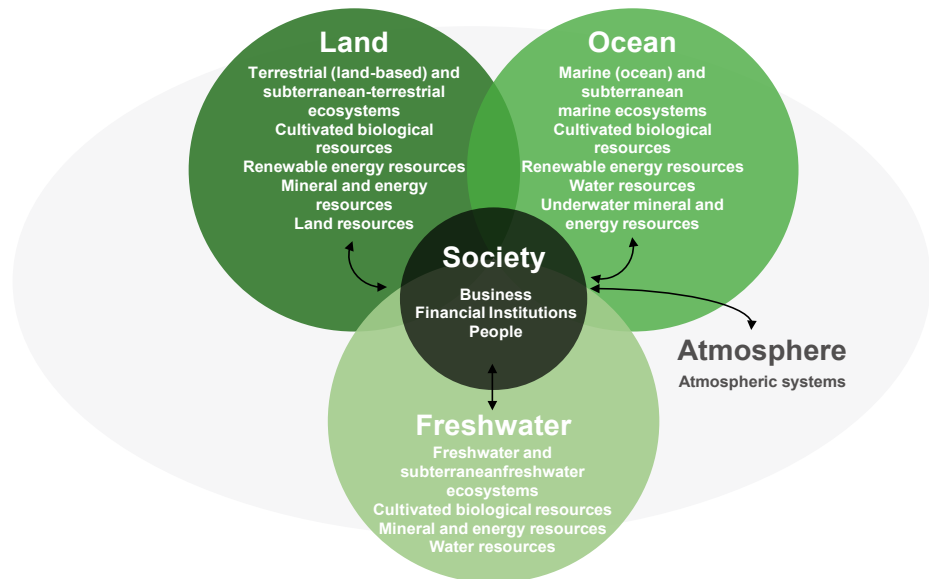 Land
Terrestrial (land-based) and
subterranean-terrestrial
ecosystems
Cultivated biological
resources
Renewable energy resources
Mineral and energy
resources
Land resources
Ocean
Marine (ocean) and
subterranean
marine ecosystems
Cultivated biological
resources
Renewable energy resources
Water resources
Underwater mineral and
energy resources
Society
Business
Financial Institutions
People
Atmosphere
Atmospheric systems
Freshwater
Freshwater and
subterraneanfreshwater
ecosystems
Cultivated biological resources
Mineral and energy resources
Water resources